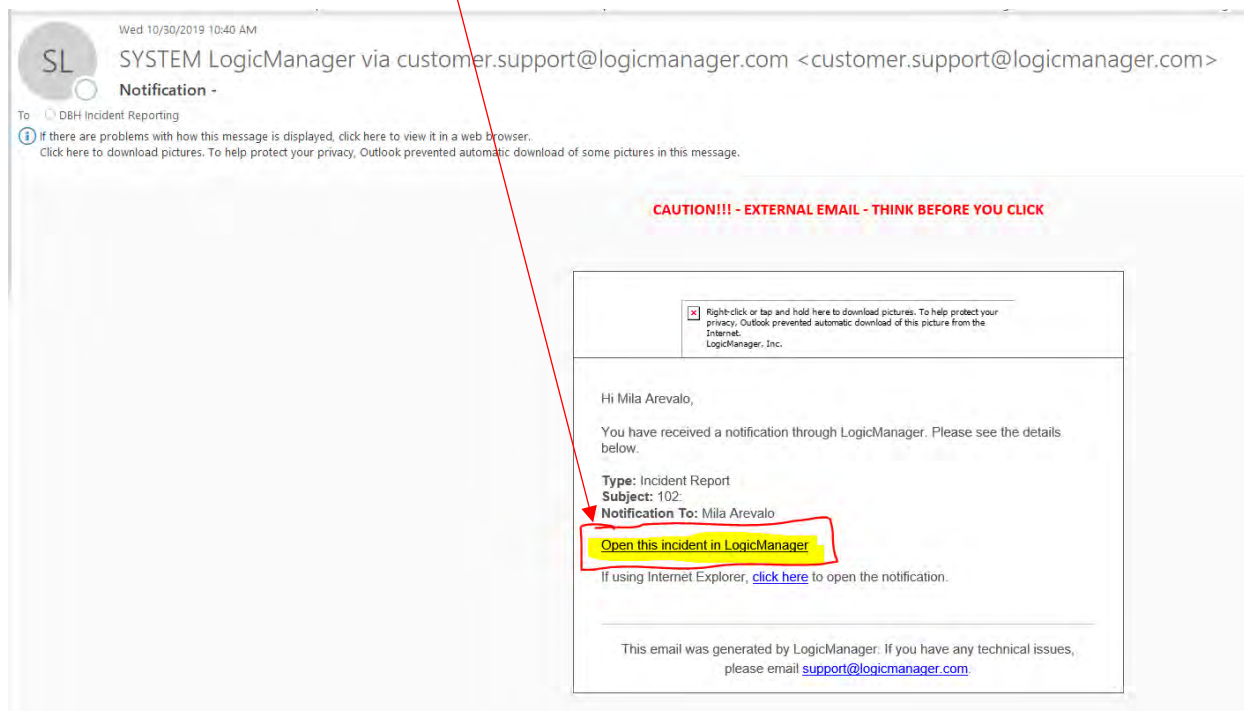 Wed 10/30/2019 10:40 AM
SL
SYSTEM LogicManager via customer.support@logicmanager.com <customer.support@logicmanager.com>
Notification -
To DBH Incident Reporting
If there are problems with how this message is displayed, click here to view it in a web browser.
Click here to download pictures. To help protect your privacy, Outlook prevented automatic download of some pictures in this message.
CAUTION!!! - EXTERNAL EMAIL - THINK BEFORE YOU CLICK
Right-click or tap and hold here to download pictures. To help protect your
privacy, Outlook prevented automatic download of this picture from the
Internet.
LogicManager, Inc.
Hi Mila Arevalo,
You have received a notification through LogicManager. Please see the details
below.
Type: Incident Report
Subject: 102:
Notification To: Mila Arevalo
Open this incident in LogicManager
If using Internet Explorer, click here to open the notification.
This email was generated by LogicManager. If you have any technical issues,
please email support@logicmanager.com.